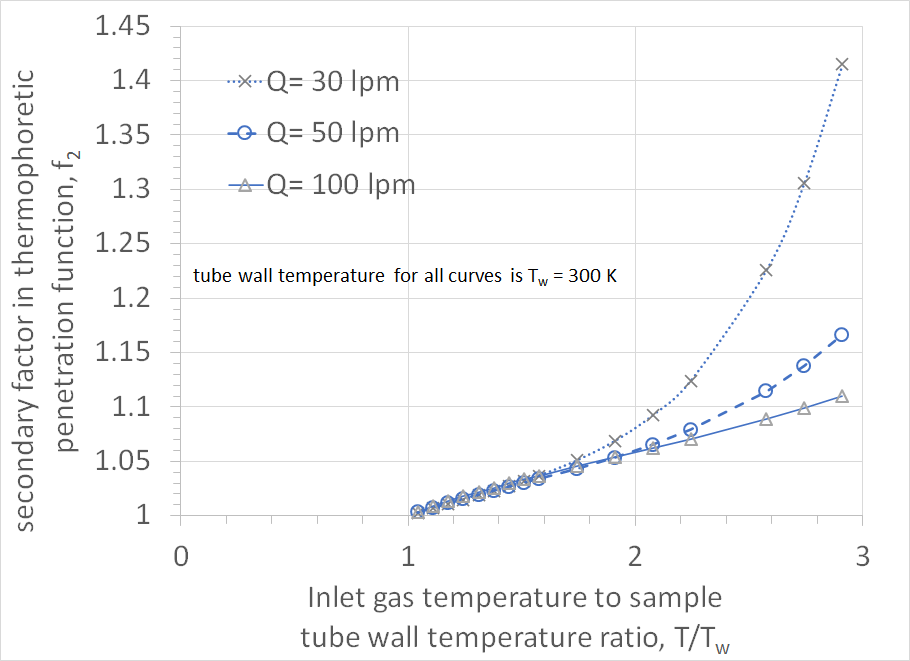 secondary factor in thermophoretic
penetration function, f₂
1.45
1.4
1.35
1.3
1.25
1.2
1.15
1.1
1.05
1
Q= 30 lpm
Q= 50 lpm
Q= 100 lpm
tube wall temperature for all curves is Tw = 300 K
0 1 2 3
Inlet gas temperature to sample
tube wall temperature ratio, T/Tw